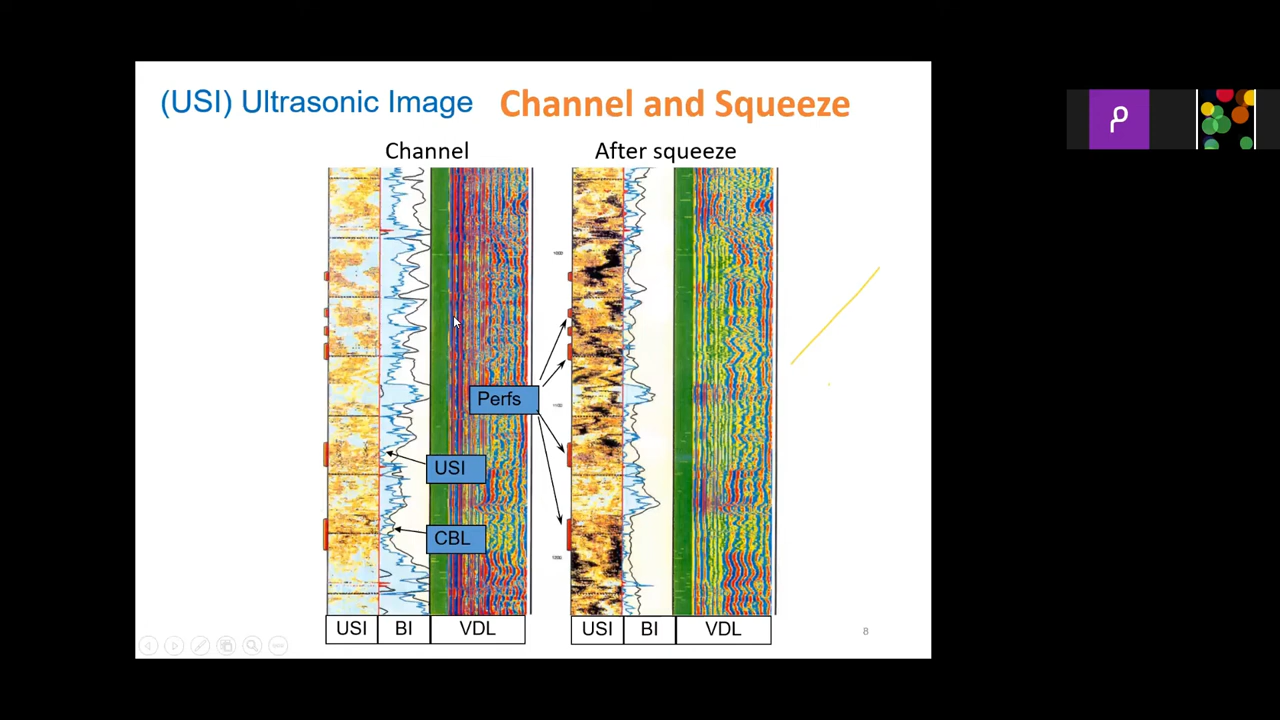 (USI) Ultrasonic Image Channel and Squeeze
Channel
After squeeze
Perfs
USI
CBL
USI BI VDL
USI BI VDL
8
م